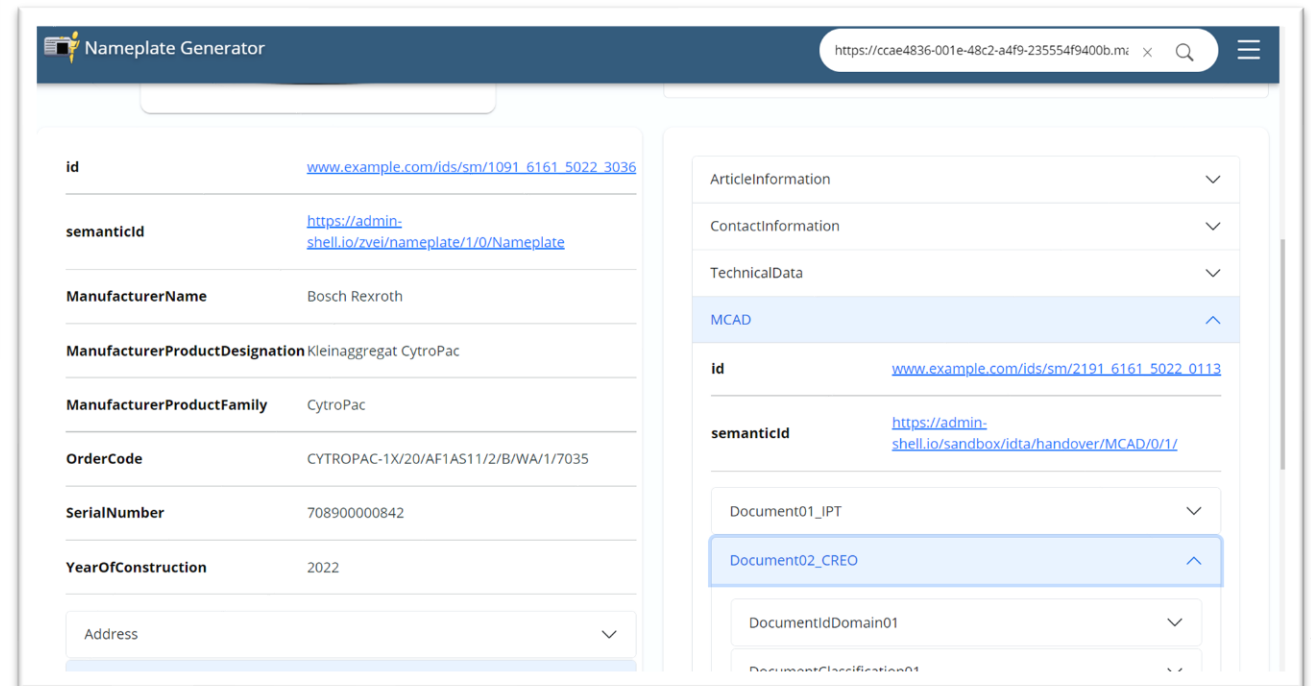 Nameplate Generator
https://ccae4836-001e-48c2-a4f9-235554f9400b.ma
id www.example.com/ids/sm/1091_6161_5022_3036
semanticId https://admin-
shell.io/zvei/nameplate/1/0/Nameplate
ManufacturerName Bosch Rexroth
ManufacturerProductDesignation Kleinaggregat CytroPac
ManufacturerProductFamily CytroPac
OrderCode CYTROPAC-1X/20/AF1AS11/2/B/WA/1/7035
SerialNumber 708900000842
YearOfConstruction 2022
Address
ArticleInformation
ContactInformation
TechnicalData
MCAD
id www.example.com/ids/sm/2191_6161_5022_0113
semanticId https://admin-
shell.io/sandbox/idta/handover/MCAD/0/1/
Document01_IPT
Document02_CREO
DocumentIdDomain01
DocumentClassification01